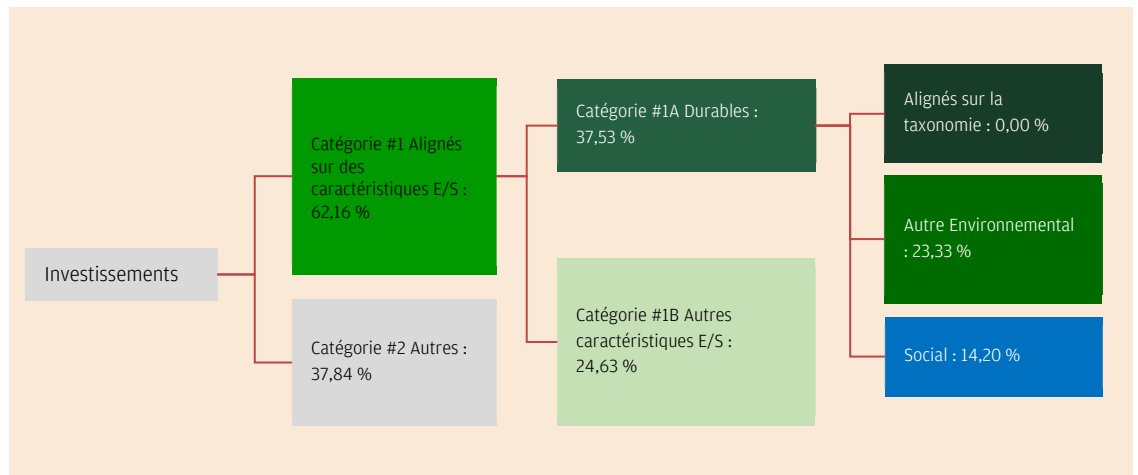 Investissements
Catégorie #1 Alignés
sur des
caractéristiques E/S :
62,16 %
Catégorie #2 Autres :
37,84 %
Catégorie #1A Durables :
37,53 %
Catégorie #1B Autres
caractéristiques E/S :
24,63 %
Alignés sur la
taxonomie : 0,00 %
Autre Environnemental
: 23,33 %
Social : 14,20 %